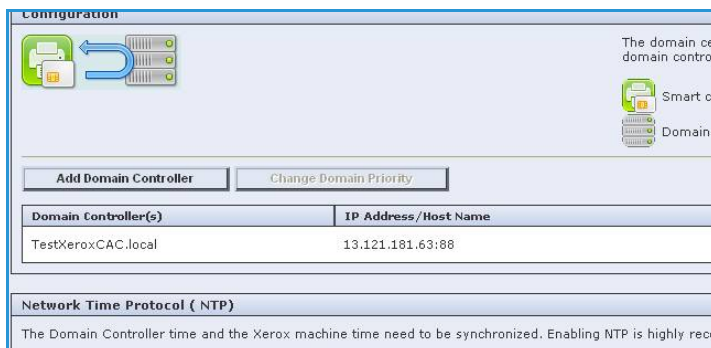 Configuration
The domain ce
domain contro
Smart c
Domain
Add Domain Controller
Change Domain Priority
Domain Controller(s)
IP Address/Host Name
TestXeroxCAC.local
13.121.181.63:88
Network Time Protocol ( NTP)
The Domain Controller time and the Xerox machine time need to be synchronized. Enabling NTP is highly rec